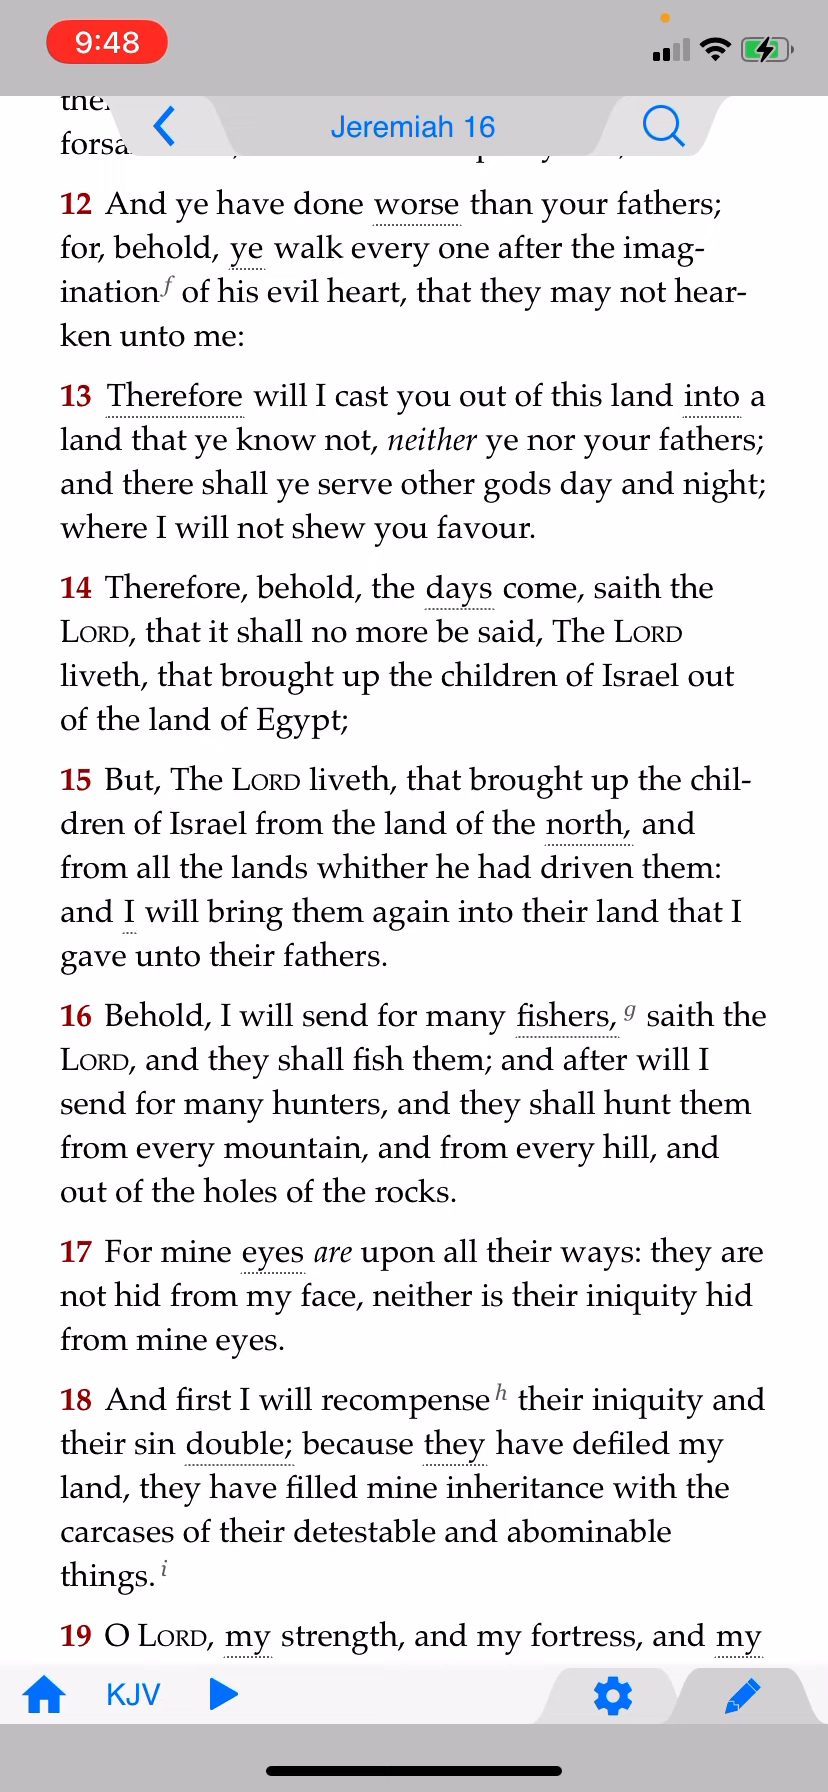 9:48
Jeremiah 16
forsa
12 And ye have done worse than your fathers;
for, behold, ye walk every one after the imag-
ination f of his evil heart, that they may not hear-
ken unto me:
13 Therefore will I cast you out of this land into a
land that ye know not, neither ye nor your fathers;
and there shall ye serve other gods day and night;
where I will not shew you favour.
14 Therefore, behold, the days come, saith the
LORD, that it shall no more be said, The LORD
liveth, that brought up the children of Israel out
of the land of Egypt;
15 But, The LORD liveth, that brought up the chil-
dren of Israel from the land of the north, and
from all the lands whither he had driven them:
and I will bring them again into their land that I
gave unto their fathers.
16 Behold, I will send for many fishers, g saith the
LORD, and they shall fish them; and after will I
send for many hunters, and they shall hunt them
from every mountain, and from every hill, and
out of the holes of the rocks.
17 For mine eyes are upon all their ways: they are
not hid from my face, neither is their iniquity hid
from mine eyes.
18 And first I will recompense h their iniquity and
their sin double; because they have defiled my
land, they have filled mine inheritance with the
carcases of their detestable and abominable
things. i
19 O LORD, my strength, and my fortress, and my
KJV